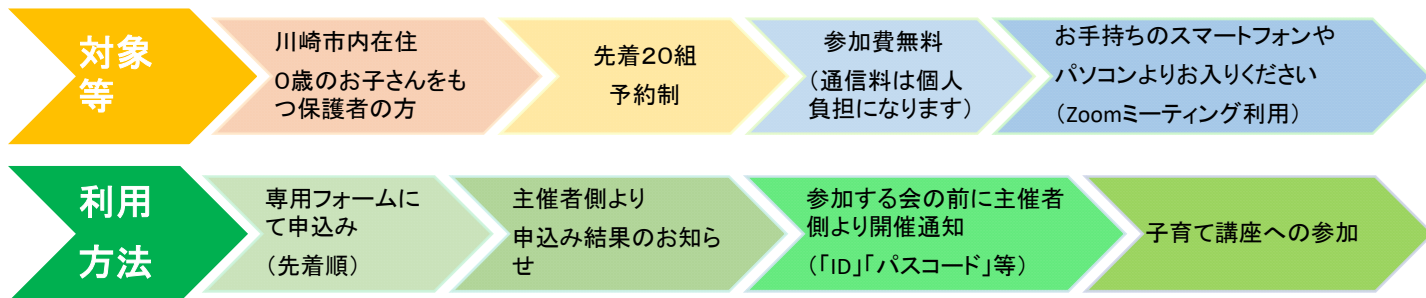 対象
等
川崎市内在住
0歳のお子さんをも
つ保護者の方
先着20組
予約制
参加費無料
(通信料は個人
負担になります)
お手持ちのスマートフォンや
パソコンよりお入りください
(Zoomミーティング利用)
利用
方法
専用フォームに
て申込み
(先着順)
主催者側より
申込み結果のお知ら
せ
参加する会の前に主催者
側より開催通知
(「ID」「パスコード」等)
子育て講座への参加